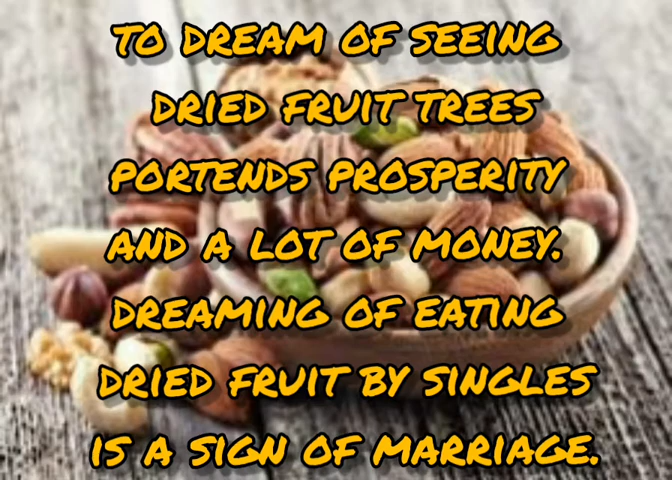 TO DREAM OF SEEING
DRIED FRUIT TREES
PORTENDS PROSPERITY
AND A LOT OF MONEY.
DREAMING OF EATING
DRIED FRUIT BY SINGLES
IS A SIGN OF MARRIAGE.